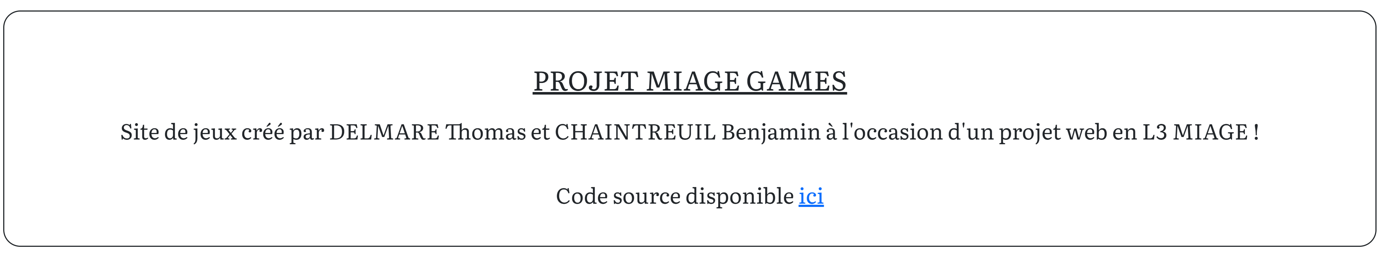 PROJET MIAGE GAMES
Site de jeux créé par DELMARE Thomas et CHAINTREUIL Benjamin à l'occasion d'un projet web en L3 MIAGE !
Code source disponible ici